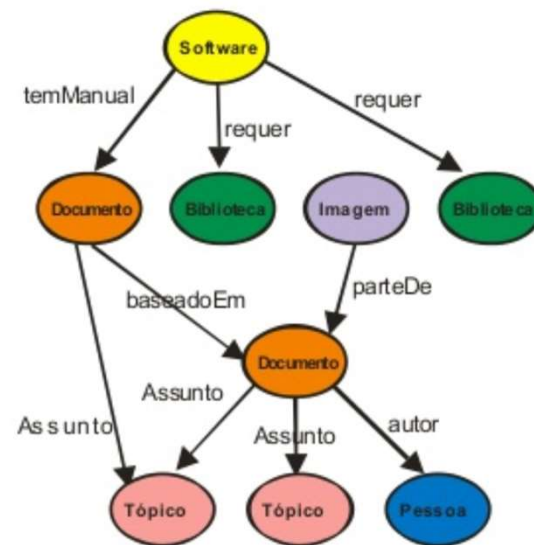 Software
temManual
requer
requer
Documento
Biblioteca
Imagem
Biblioteca
baseadoEm
parteDe
Documento
Assunto
Assunto
Assunto
autor
Tópico
Tópico
Pessoa